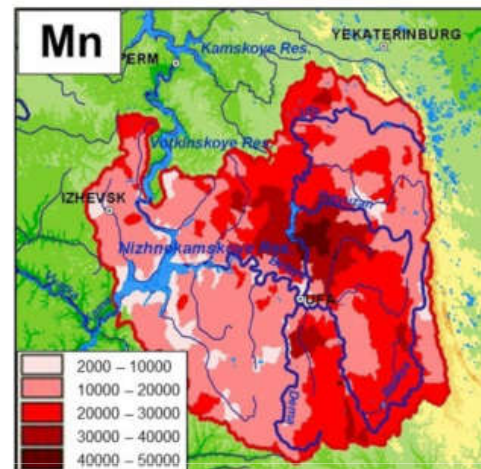 Mn
YEKATERINBURG
Kamskoye Res.
PERM
Votkinskoye Res.
IZHEVSK
Nizhnekamskoye Res.
UFA
Dema
2000 – 10000
10000 – 20000
20000 – 30000
30000 – 40000
40000 – 50000